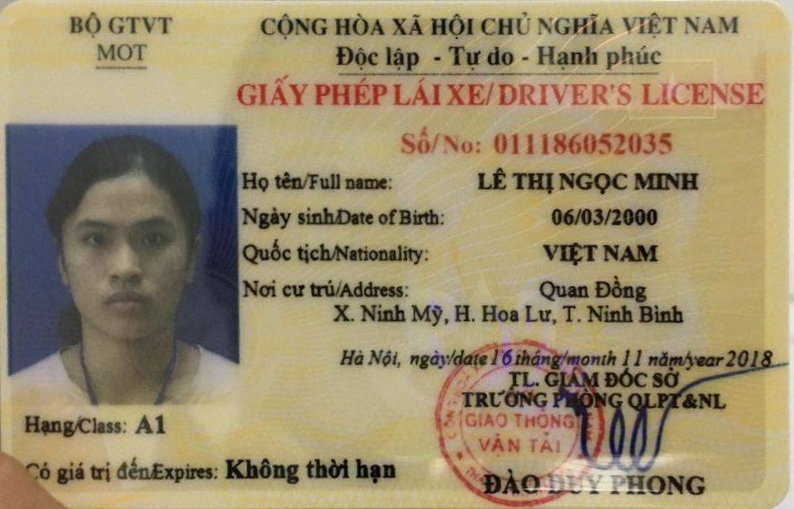 BỘ GTVT
MOT
CỘNG HÒA XÃ HỘI CHỦ NGHĨA VIỆT NAM
Độc lập - Tự do - Hạnh phúc
GIẤY PHÉP LÁI XE/ DRIVER'S LICENSE
Số/ No: 011186052035
Họ tên/Full name: LÊ THỊ NGỌC MINH
Ngày sinh/Date of Birth: 06/03/2000
Quốc tịch/Nationality: VIỆT NAM
Nơi cư trú/Address: Quan Đồng
X. Ninh Mỹ, H. Hoa Lư, T. Ninh Bình
Hà Nội, ngày/date 16 tháng/month 11 năm/year 2018
TL. GIÁM ĐỐC SỞ
TRƯỞNG PHÒNG QLPT&NL
GIAO THÔNG
VẬN TẢI
Hạng/Class: A1
Có giá trị đến/Expires: Không thời hạn
ĐÀO DUY PHONG